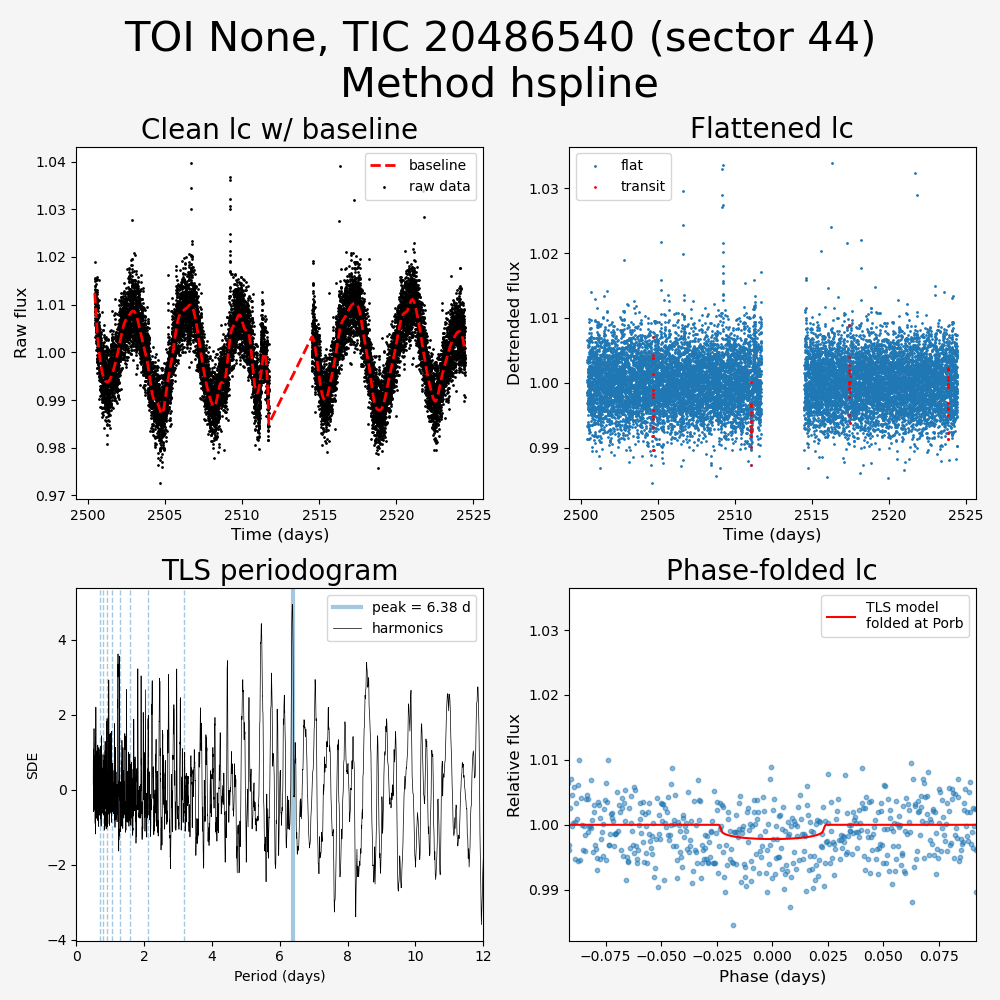 TOI None, TIC 20486540 (sector 44)
Method hspline
Clean lc w/ baseline
Raw flux
1.04
1.03
1.02
1.01
1.00
0.99
0.98
0.97
baseline
raw data
2500
2505
2510
2515
2520
2525
Time (days)
Flattened lc
Detrended flux
1.03
1.02
1.01
1.00
0.99
flat
transit
2500
2505
2510
2515
2520
2525
Time (days)
TLS periodogram
SDE
4
2
0
−2
−4
peak = 6.38 d
harmonics
0
2
4
6
8
10
12
Period (days)
Phase-folded lc
Relative flux
1.03
1.02
1.01
1.00
0.99
TLS model
folded at Porb
−0.075
−0.050
−0.025
0.000
0.025
0.050
0.075
Phase (days)